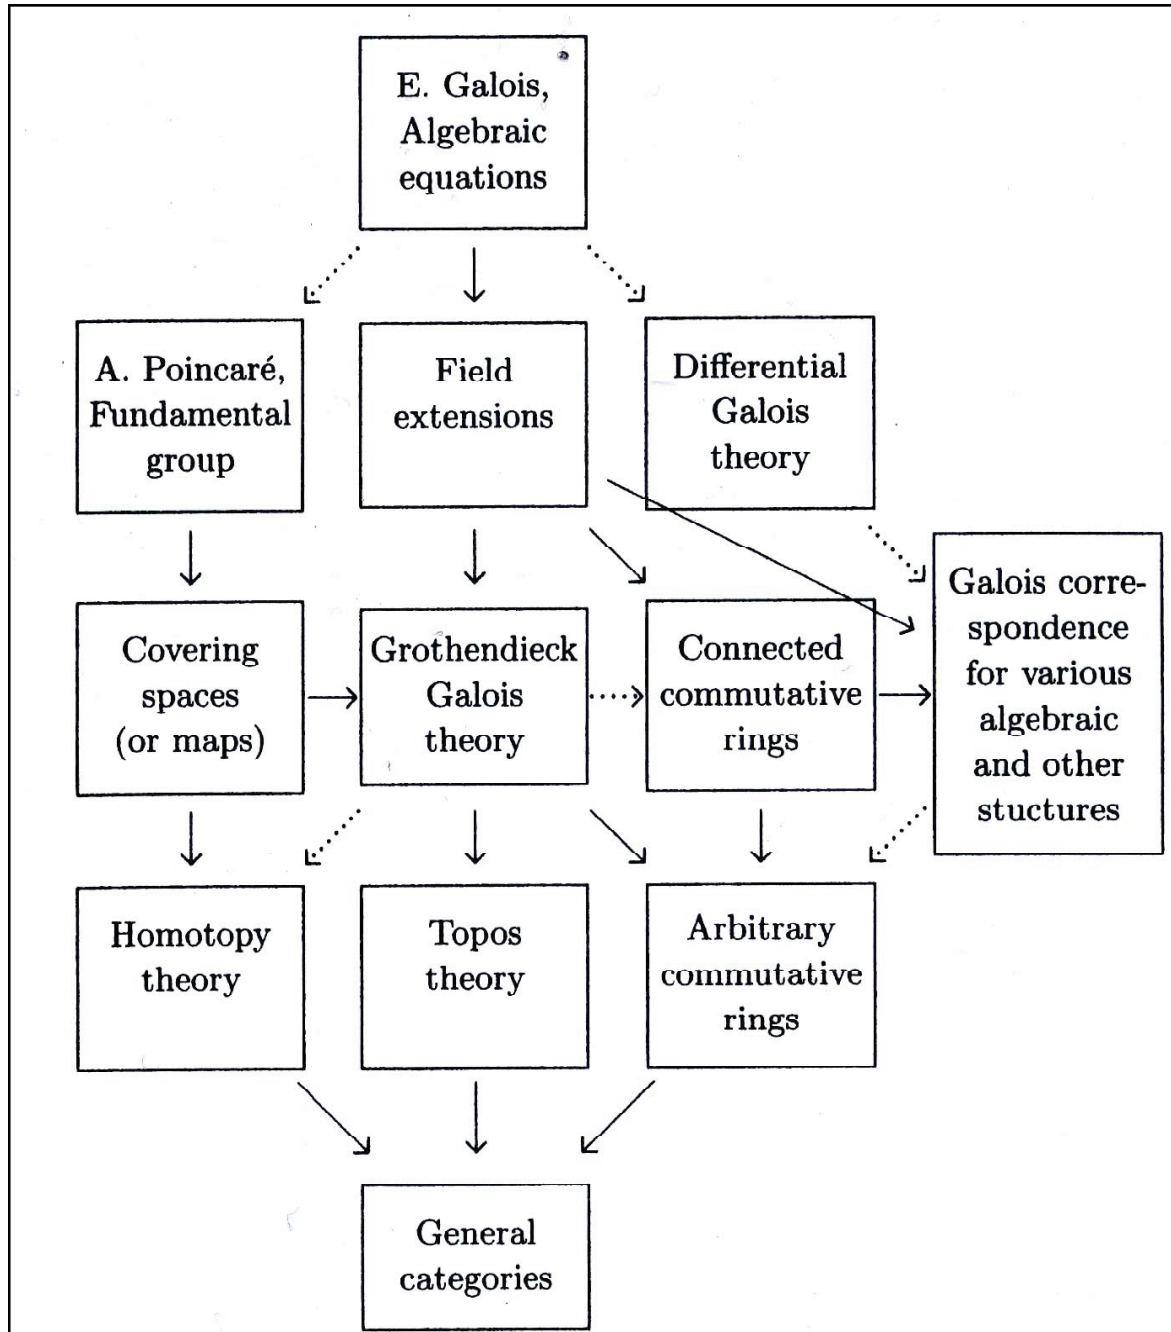 E. Galois,
Algebraic
equations
A. Poincaré,
Fundamental
group
Field
extensions
Differential
Galois
theory
Covering
spaces
(or maps)
Grothendieck
Galois
theory
Connected
commutative
rings
Galois corre-
spondence
for various
algebraic
and other
stuctures
Homotopy
theory
Topos
theory
Arbitrary
commutative
rings
General
categories